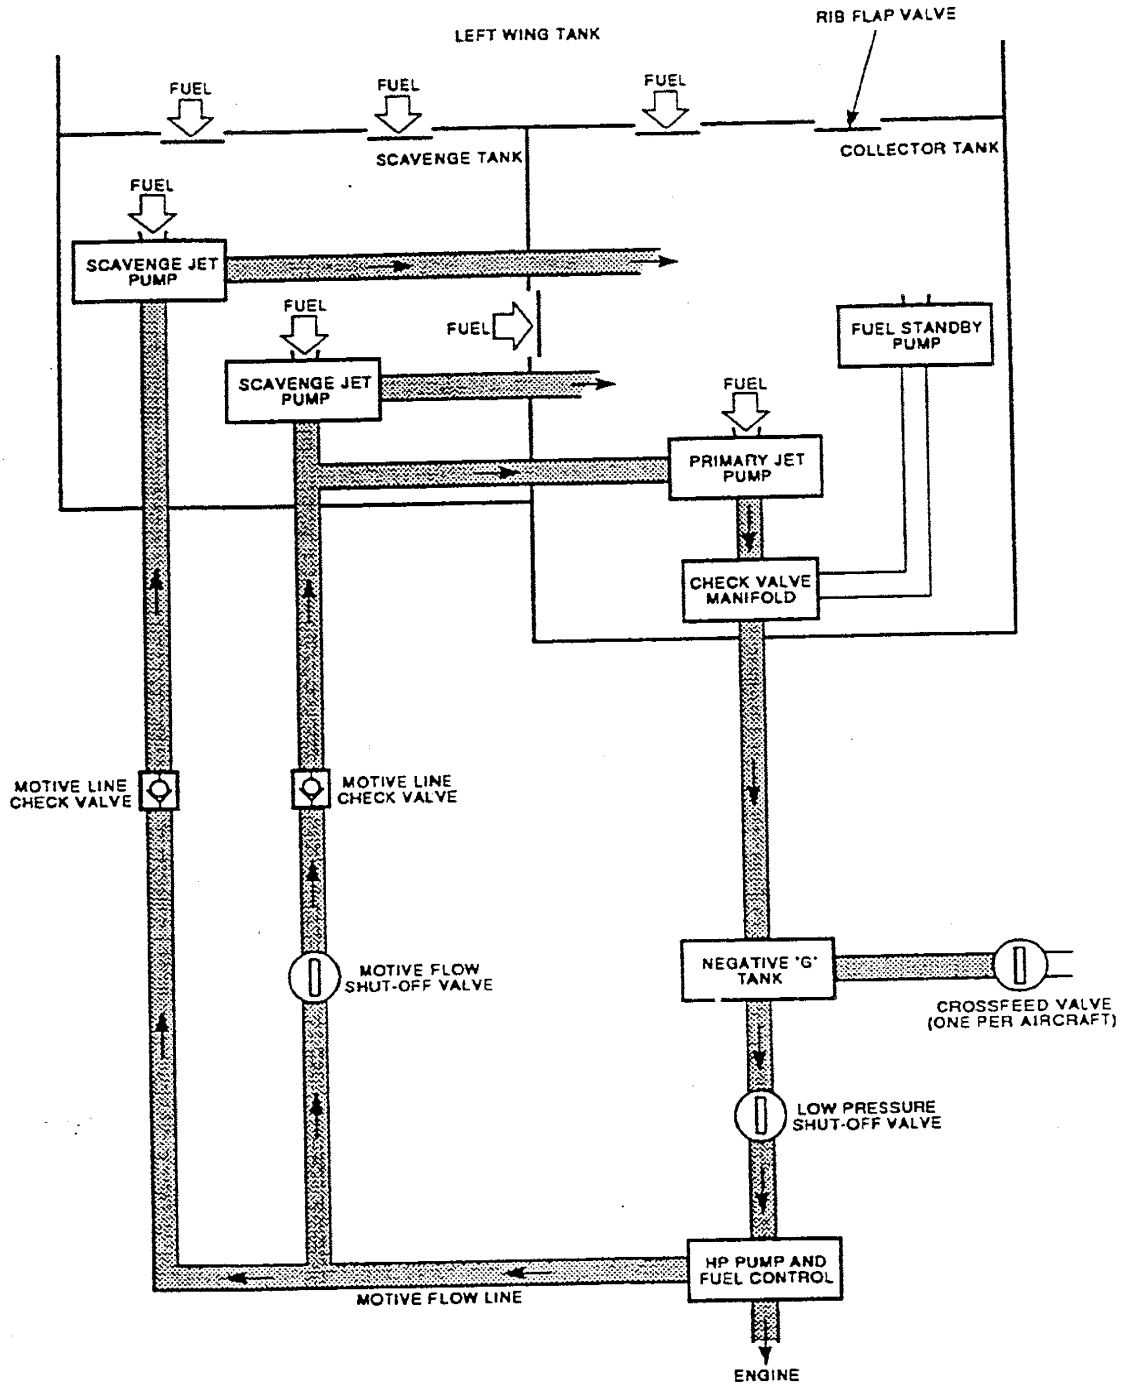 RIB FLAP VALVE
LEFT WING TANK
FUEL
FUEL
FUEL
SCAVENGE TANK
COLLECTOR TANK
FUEL
SCAVENGE JET
PUMP
FUEL
FUEL
FUEL STANDBY
PUMP
SCAVENGE JET
PUMP
FUEL
PRIMARY JET
PUMP
CHECK VALVE
MANIFOLD
MOTIVE LINE
CHECK VALVE
MOTIVE LINE
CHECK VALVE
NEGATIVE 'G'
TANK
MOTIVE FLOW
SHUT-OFF VALVE
CROSSFEED VALVE
(ONE PER AIRCRAFT)
LOW PRESSURE
SHUT-OFF VALVE
HP PUMP AND
FUEL CONTROL
MOTIVE FLOW LINE
ENGINE